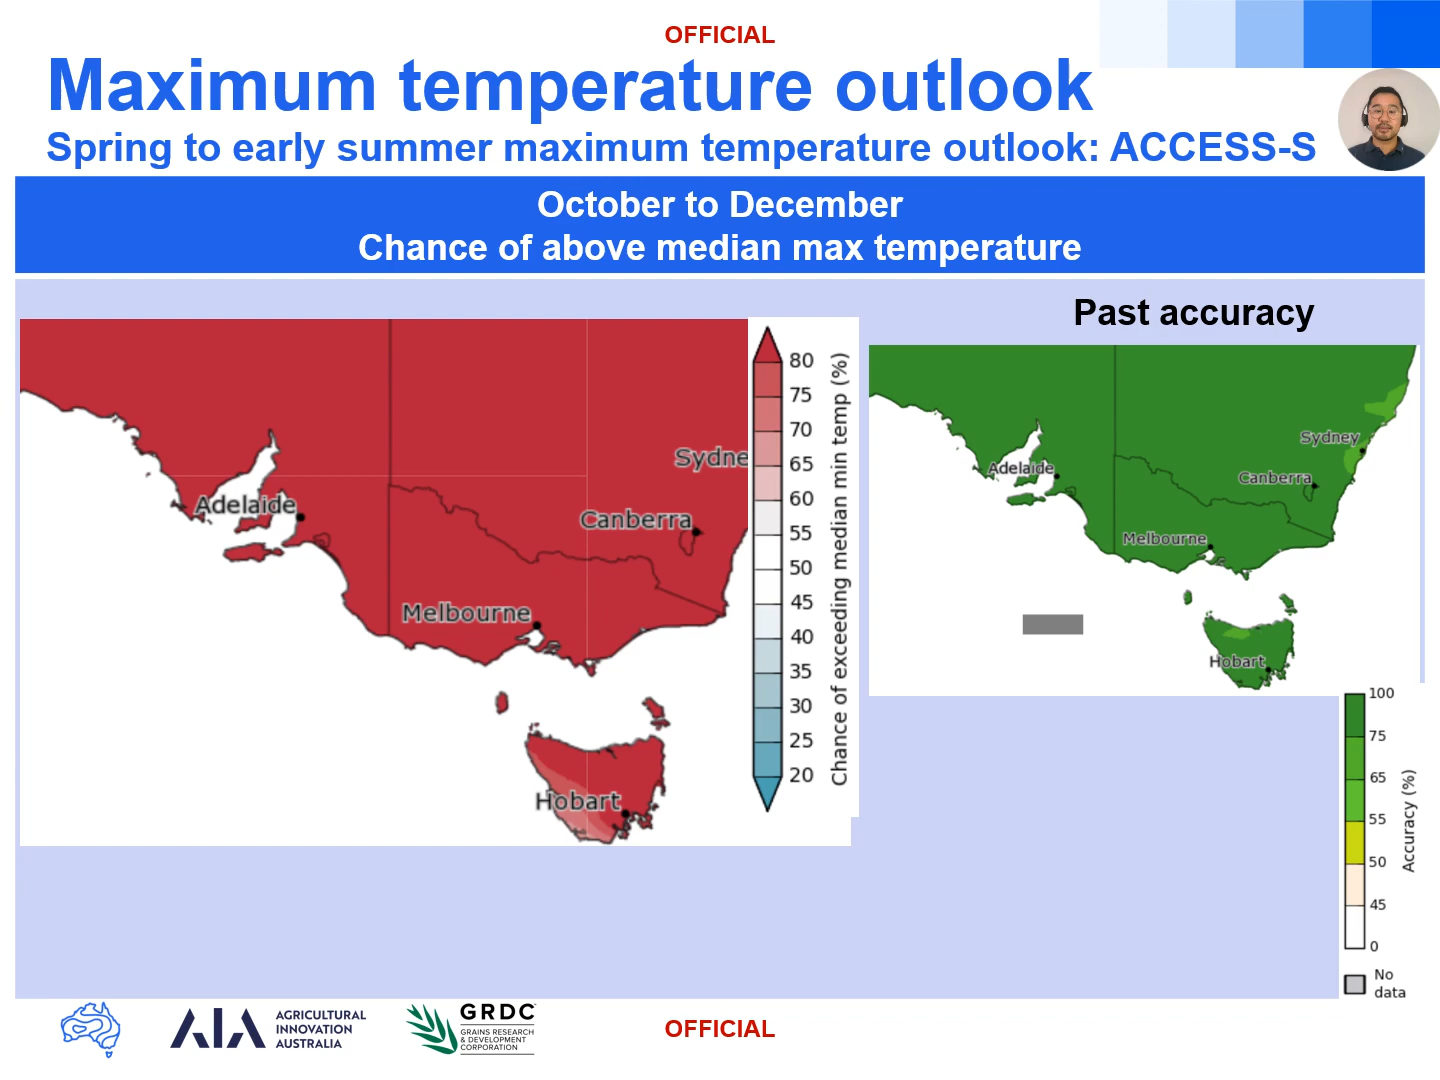 OFFICIAL
Maximum temperature outlook
Spring to early summer maximum temperature outlook: ACCESS-S
October to December
Chance of above median max temperature
Past accuracy
Adelaide
Sydne
Canberra
Melbourne
Hobart
80
75
70
65
60
55
50
45
40
35
30
25
20
Chance of exceeding median min temp (%)
Sydney
Adelaide
Canberra
Melbourne
Hobart
100
75
65
55
50
45
0
Accuracy (%)
No
data
AIA
AGRICULTURAL
INNOVATION
AUSTRALIA
GRDC
GRAINS RESEARCH
& DEVELOPMENT
CORPORATION
OFFICIAL